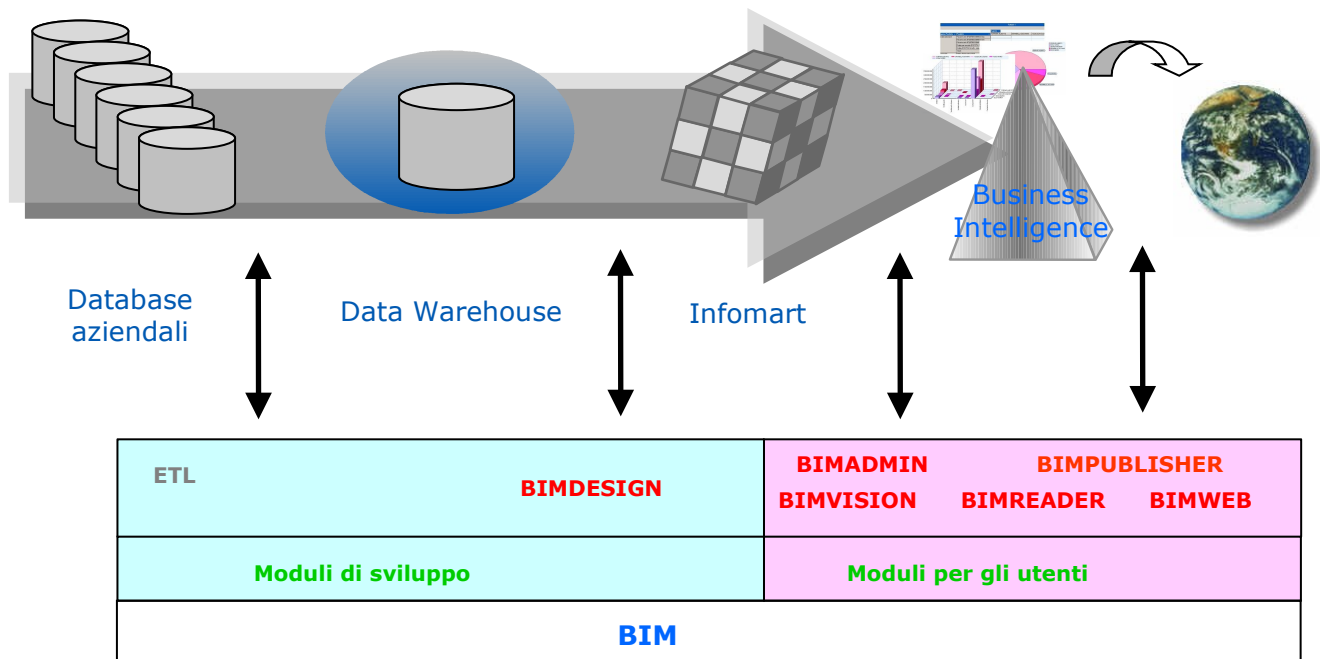 Business
Intelligence
Database
aziendali
Data Warehouse
Infomart
ETL
BIMDESIGN
BIMADMIN
BIMPUBLISHER
BIMVISION
BIMREADER
BIMWEB
Moduli di sviluppo
Moduli per gli utenti
BIM